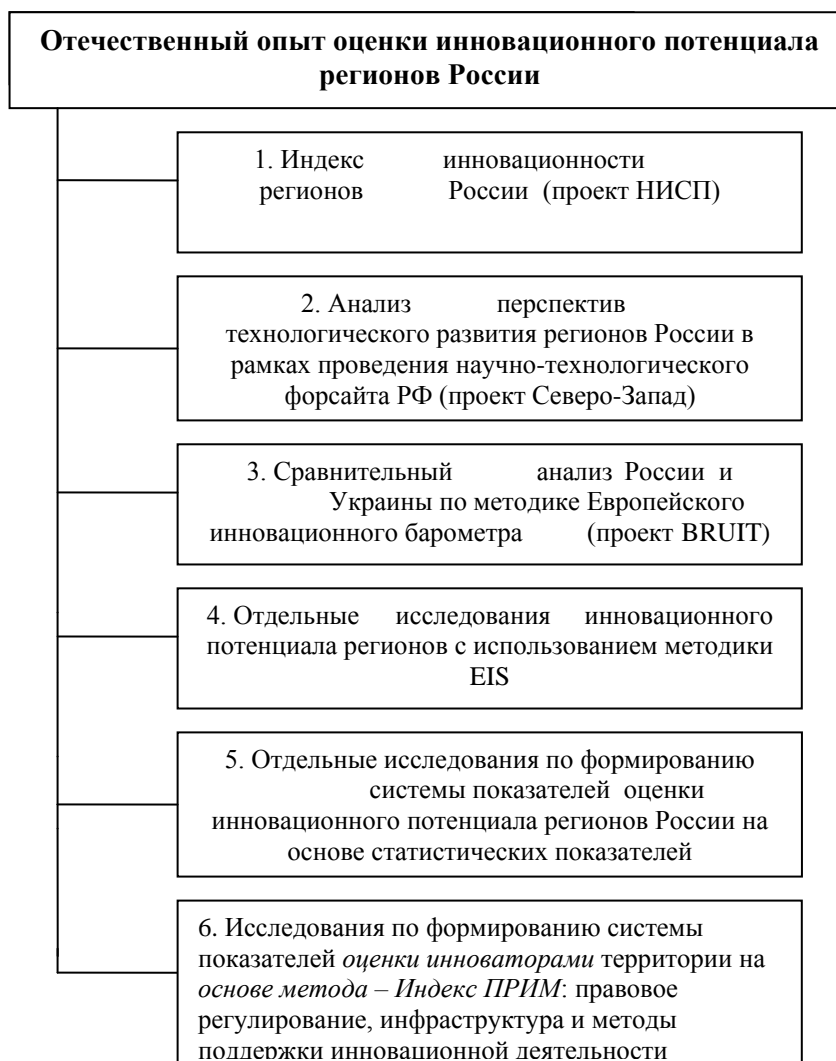 Отечественный опыт оценки инновационного потенциала
регионов России
1. Индекс инновационности
регионов России (проект НИСП)
2. Анализ перспектив
технологического развития регионов России в
рамках проведения научно-технологического
форсайта РФ (проект Северо-Запад)
3. Сравнительный анализ России и
Украины по методике Европейского
инновационного барометра (проект BRUIT)
4. Отдельные исследования инновационного
потенциала регионов с использованием методики
EIS
5. Отдельные исследования по формированию
системы показателей оценки
инновационного потенциала регионов России на
основе статистических показателей
6. Исследования по формированию системы
показателей оценки инноваторами территории на
основе метода – Индекс ПРИМ: правовое
регулирование, инфраструктура и методы
поддержки инновационной деятельности